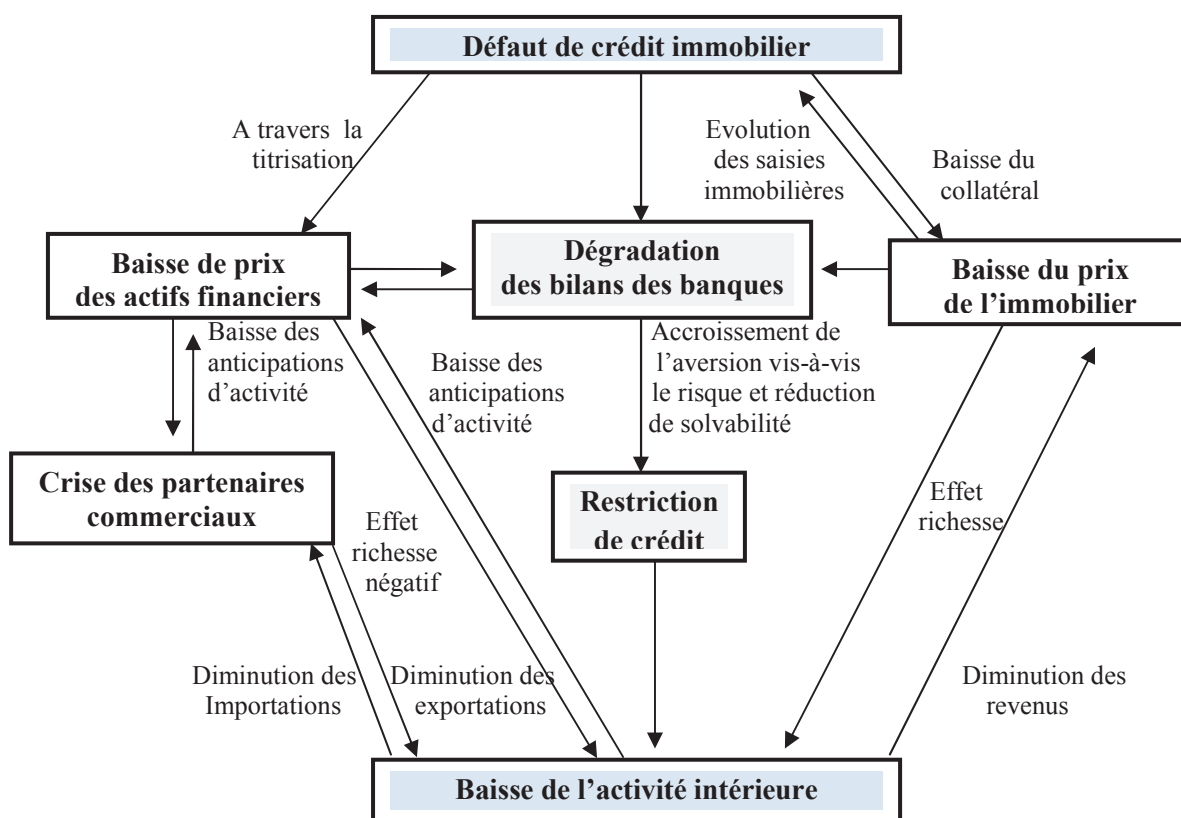 Défaut de crédit immobilier
A travers la
titrisation
Evolution
des saisies
immobilières
Baisse du
collatéral
Baisse de prix
des actifs financiers
Dégradation
des bilans des banques
Baisse du prix
de l’immobilier
Baisse des
anticipations
d’activité
Baisse des
anticipations
d’activité
Accroissement de
l’aversion vis-à-vis
le risque et réduction
de solvabilité
Crise des partenaires
commerciaux
Restriction
de crédit
Effet
richesse
négatif
Effet
richesse
Diminution des
Importations
Diminution des
exportations
Diminution des
revenus
Baisse de l’activité intérieure